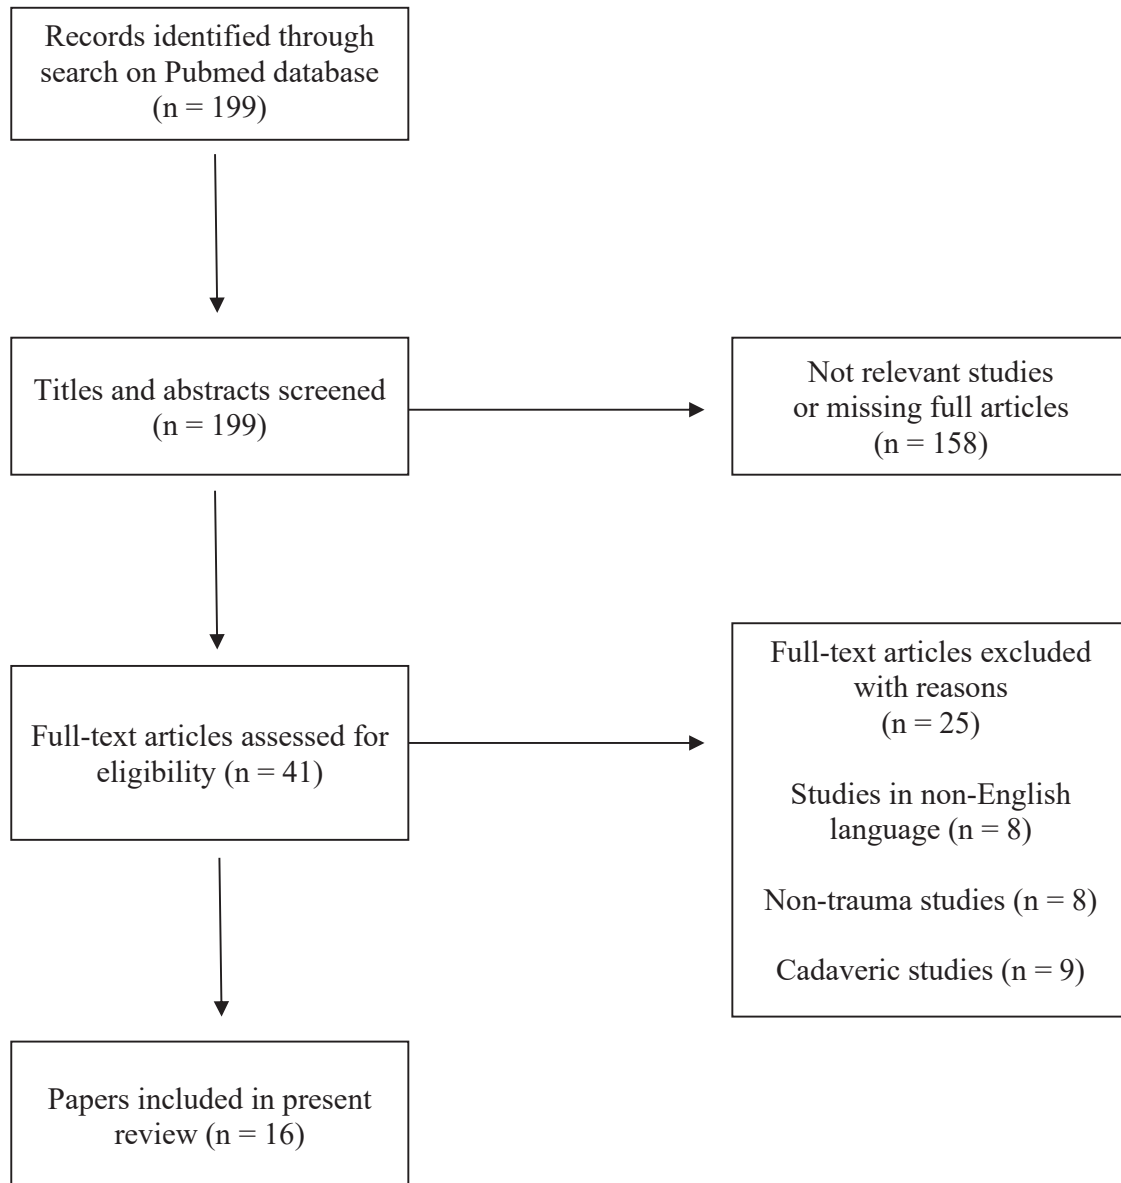 Records identified through
search on Pubmed database
(n = 199)
Titles and abstracts screened
(n = 199)
Not relevant studies
or missing full articles
(n = 158)
Full-text articles assessed for
eligibility (n = 41)
Full-text articles excluded
with reasons
(n = 25)
Studies in non-English
language (n = 8)
Non-trauma studies (n = 8)
Cadaveric studies (n = 9)
Papers included in present
review (n = 16)